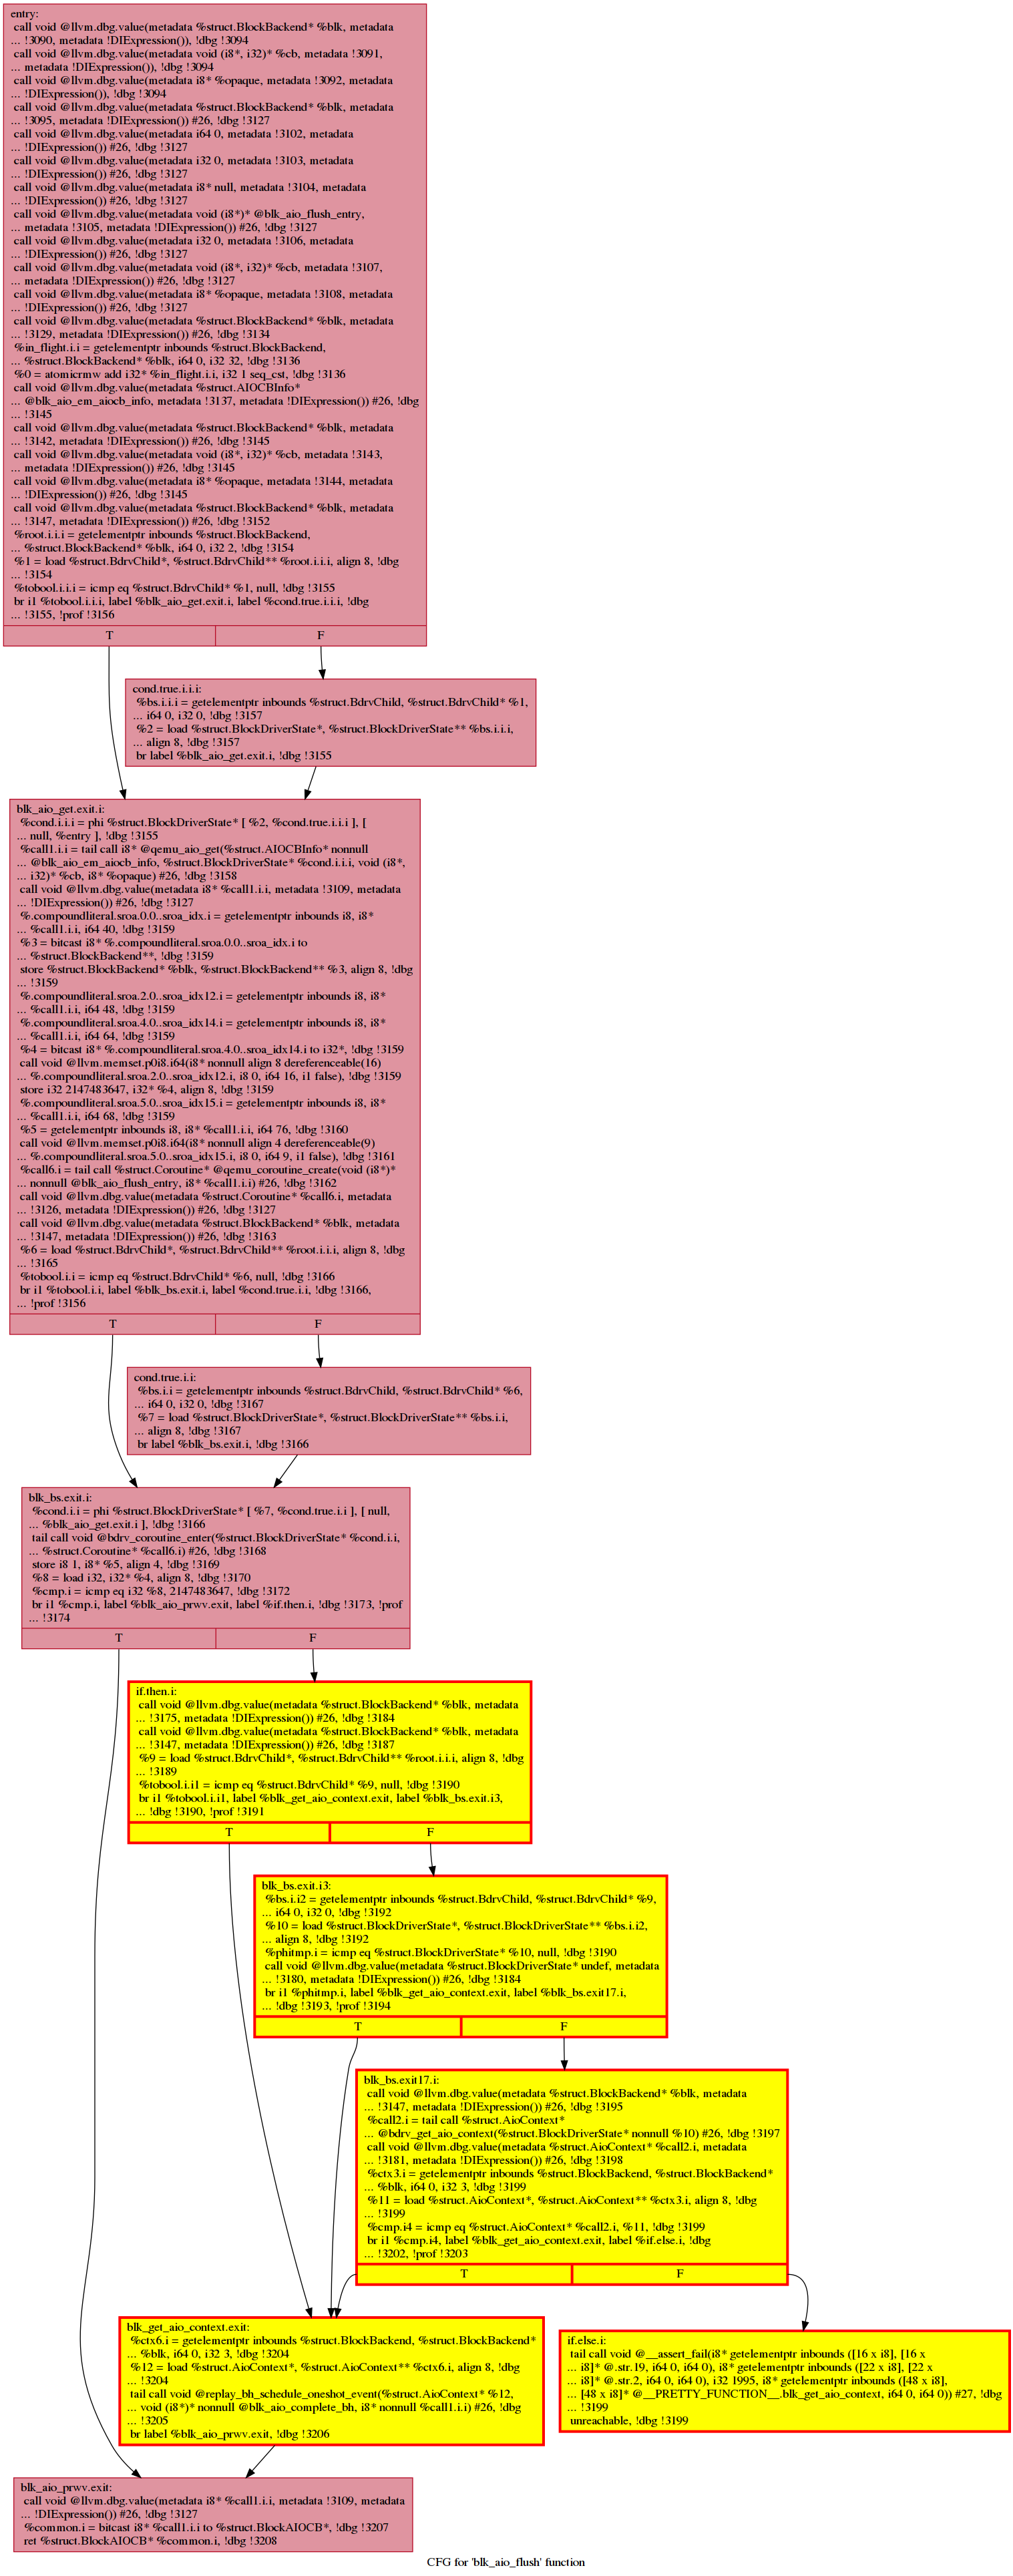 entry:
call void @llvm.dbg.value(metadata %struct.BlockBackend* %blk, metadata
... !3090, metadata !DIExpression()), !dbg !3094
call void @llvm.dbg.value(metadata void (i8*, i32)* %cb, metadata !3091,
... metadata !DIExpression()), !dbg !3094
call void @llvm.dbg.value(metadata i8* %opaque, metadata !3092, metadata
... !DIExpression()), !dbg !3094
call void @llvm.dbg.value(metadata %struct.BlockBackend* %blk, metadata
... !3095, metadata !DIExpression()) #26, !dbg !3127
call void @llvm.dbg.value(metadata i64 0, metadata !3102, metadata
... !DIExpression()) #26, !dbg !3127
call void @llvm.dbg.value(metadata i32 0, metadata !3103, metadata
... !DIExpression()) #26, !dbg !3127
call void @llvm.dbg.value(metadata i8* null, metadata !3104, metadata
... !DIExpression()) #26, !dbg !3127
call void @llvm.dbg.value(metadata void (i8*)* @blk_aio_flush_entry,
... metadata !3105, metadata !DIExpression()) #26, !dbg !3127
call void @llvm.dbg.value(metadata i32 0, metadata !3106, metadata
... !DIExpression()) #26, !dbg !3127
call void @llvm.dbg.value(metadata void (i8*, i32)* %cb, metadata !3107,
... metadata !DIExpression()) #26, !dbg !3127
call void @llvm.dbg.value(metadata i8* %opaque, metadata !3108, metadata
... !DIExpression()) #26, !dbg !3127
call void @llvm.dbg.value(metadata %struct.BlockBackend* %blk, metadata
... !3129, metadata !DIExpression()) #26, !dbg !3134
%in_flight.i.i = getelementptr inbounds %struct.BlockBackend,
... %struct.BlockBackend* %blk, i64 0, i32 32, !dbg !3136
%0 = atomicrmw add i32* %in_flight.i.i, i32 1 seq_cst, !dbg !3136
call void @llvm.dbg.value(metadata %struct.AIOCBInfo*
... @blk_aio_em_aiocb_info, metadata !3137, metadata !DIExpression()) #26, !dbg
... !3145
call void @llvm.dbg.value(metadata %struct.BlockBackend* %blk, metadata
... !3142, metadata !DIExpression()) #26, !dbg !3145
call void @llvm.dbg.value(metadata void (i8*, i32)* %cb, metadata !3143,
... metadata !DIExpression()) #26, !dbg !3145
call void @llvm.dbg.value(metadata i8* %opaque, metadata !3144, metadata
... !DIExpression()) #26, !dbg !3145
call void @llvm.dbg.value(metadata %struct.BlockBackend* %blk, metadata
... !3147, metadata !DIExpression()) #26, !dbg !3152
%root.i.i.i = getelementptr inbounds %struct.BlockBackend,
... %struct.BlockBackend* %blk, i64 0, i32 2, !dbg !3154
%1 = load %struct.BdrvChild*, %struct.BdrvChild** %root.i.i.i, align 8, !dbg
... !3154
%tobool.i.i.i = icmp eq %struct.BdrvChild* %1, null, !dbg !3155
br i1 %tobool.i.i.i, label %blk_aio_get.exit.i, label %cond.true.i.i.i, !dbg
... !3155, !prof !3156
T F
cond.true.i.i.i:
%bs.i.i.i = getelementptr inbounds %struct.BdrvChild, %struct.BdrvChild* %1,
... i64 0, i32 0, !dbg !3157
%2 = load %struct.BlockDriverState*, %struct.BlockDriverState** %bs.i.i.i,
... align 8, !dbg !3157
br label %blk_aio_get.exit.i, !dbg !3155
blk_aio_get.exit.i:
%cond.i.i.i = phi %struct.BlockDriverState* [ %2, %cond.true.i.i.i ], [
... null, %entry ], !dbg !3155
%call1.i.i = tail call i8* @qemu_aio_get(%struct.AIOCBInfo* nonnull
... @blk_aio_em_aiocb_info, %struct.BlockDriverState* %cond.i.i.i, void (i8*,
... i32)* %cb, i8* %opaque) #26, !dbg !3158
call void @llvm.dbg.value(metadata i8* %call1.i.i, metadata !3109, metadata
... !DIExpression()) #26, !dbg !3127
%.compoundliteral.sroa.0.0..sroa_idx.i = getelementptr inbounds i8, i8*
... %call1.i.i, i64 40, !dbg !3159
%3 = bitcast i8* %.compoundliteral.sroa.0.0..sroa_idx.i to
... %struct.BlockBackend**, !dbg !3159
store %struct.BlockBackend* %blk, %struct.BlockBackend** %3, align 8, !dbg
... !3159
%.compoundliteral.sroa.2.0..sroa_idx12.i = getelementptr inbounds i8, i8*
... %call1.i.i, i64 48, !dbg !3159
%.compoundliteral.sroa.4.0..sroa_idx14.i = getelementptr inbounds i8, i8*
... %call1.i.i, i64 64, !dbg !3159
%4 = bitcast i8* %.compoundliteral.sroa.4.0..sroa_idx14.i to i32*, !dbg !3159
call void @llvm.memset.p0i8.i64(i8* nonnull align 8 dereferenceable(16)
... %.compoundliteral.sroa.2.0..sroa_idx12.i, i8 0, i64 16, i1 false), !dbg !3159
store i32 2147483647, i32* %4, align 8, !dbg !3159
%.compoundliteral.sroa.5.0..sroa_idx15.i = getelementptr inbounds i8, i8*
... %call1.i.i, i64 68, !dbg !3159
%5 = getelementptr inbounds i8, i8* %call1.i.i, i64 76, !dbg !3160
call void @llvm.memset.p0i8.i64(i8* nonnull align 4 dereferenceable(9)
... %.compoundliteral.sroa.5.0..sroa_idx15.i, i8 0, i64 9, i1 false), !dbg !3161
%call6.i = tail call %struct.Coroutine* @qemu_coroutine_create(void (i8*)*
... nonnull @blk_aio_flush_entry, i8* %call1.i.i) #26, !dbg !3162
call void @llvm.dbg.value(metadata %struct.Coroutine* %call6.i, metadata
... !3126, metadata !DIExpression()) #26, !dbg !3127
call void @llvm.dbg.value(metadata %struct.BlockBackend* %blk, metadata
... !3147, metadata !DIExpression()) #26, !dbg !3163
%6 = load %struct.BdrvChild*, %struct.BdrvChild** %root.i.i.i, align 8, !dbg
... !3165
%tobool.i.i = icmp eq %struct.BdrvChild* %6, null, !dbg !3166
br i1 %tobool.i.i, label %blk_bs.exit.i, label %cond.true.i.i, !dbg !3166,
... !prof !3156
T F
cond.true.i.i:
%bs.i.i = getelementptr inbounds %struct.BdrvChild, %struct.BdrvChild* %6,
... i64 0, i32 0, !dbg !3167
%7 = load %struct.BlockDriverState*, %struct.BlockDriverState** %bs.i.i,
... align 8, !dbg !3167
br label %blk_bs.exit.i, !dbg !3166
blk_bs.exit.i:
%cond.i.i = phi %struct.BlockDriverState* [ %7, %cond.true.i.i ], [ null,
... %blk_aio_get.exit.i ], !dbg !3166
tail call void @bdrv_coroutine_enter(%struct.BlockDriverState* %cond.i.i,
... %struct.Coroutine* %call6.i) #26, !dbg !3168
store i8 1, i8* %5, align 4, !dbg !3169
%8 = load i32, i32* %4, align 8, !dbg !3170
%cmp.i = icmp eq i32 %8, 2147483647, !dbg !3172
br i1 %cmp.i, label %blk_aio_prwv.exit, label %if.then.i, !dbg !3173, !prof
... !3174
T F
if.then.i:
call void @llvm.dbg.value(metadata %struct.BlockBackend* %blk, metadata
... !3175, metadata !DIExpression()) #26, !dbg !3184
call void @llvm.dbg.value(metadata %struct.BlockBackend* %blk, metadata
... !3147, metadata !DIExpression()) #26, !dbg !3187
%9 = load %struct.BdrvChild*, %struct.BdrvChild** %root.i.i.i, align 8, !dbg
... !3189
%tobool.i.i1 = icmp eq %struct.BdrvChild* %9, null, !dbg !3190
br i1 %tobool.i.i1, label %blk_get_aio_context.exit, label %blk_bs.exit.i3,
... !dbg !3190, !prof !3191
T F
blk_bs.exit.i3:
%bs.i.i2 = getelementptr inbounds %struct.BdrvChild, %struct.BdrvChild* %9,
... i64 0, i32 0, !dbg !3192
%10 = load %struct.BlockDriverState*, %struct.BlockDriverState** %bs.i.i2,
... align 8, !dbg !3192
%phitmp.i = icmp eq %struct.BlockDriverState* %10, null, !dbg !3190
call void @llvm.dbg.value(metadata %struct.BlockDriverState* undef, metadata
... !3180, metadata !DIExpression()) #26, !dbg !3184
br i1 %phitmp.i, label %blk_get_aio_context.exit, label %blk_bs.exit17.i,
... !dbg !3193, !prof !3194
T F
blk_bs.exit17.i:
call void @llvm.dbg.value(metadata %struct.BlockBackend* %blk, metadata
... !3147, metadata !DIExpression()) #26, !dbg !3195
%call2.i = tail call %struct.AioContext*
... @bdrv_get_aio_context(%struct.BlockDriverState* nonnull %10) #26, !dbg !3197
call void @llvm.dbg.value(metadata %struct.AioContext* %call2.i, metadata
... !3181, metadata !DIExpression()) #26, !dbg !3198
%ctx3.i = getelementptr inbounds %struct.BlockBackend, %struct.BlockBackend*
... %blk, i64 0, i32 3, !dbg !3199
%11 = load %struct.AioContext*, %struct.AioContext** %ctx3.i, align 8, !dbg
... !3199
%cmp.i4 = icmp eq %struct.AioContext* %call2.i, %11, !dbg !3199
br i1 %cmp.i4, label %blk_get_aio_context.exit, label %if.else.i, !dbg
... !3202, !prof !3203
T F
blk_get_aio_context.exit:
%ctx6.i = getelementptr inbounds %struct.BlockBackend, %struct.BlockBackend*
... %blk, i64 0, i32 3, !dbg !3204
%12 = load %struct.AioContext*, %struct.AioContext** %ctx6.i, align 8, !dbg
... !3204
tail call void @replay_bh_schedule_oneshot_event(%struct.AioContext* %12,
... void (i8*)* nonnull @blk_aio_complete_bh, i8* nonnull %call1.i.i) #26, !dbg
... !3205
br label %blk_aio_prwv.exit, !dbg !3206
if.else.i:
tail call void @__assert_fail(i8* getelementptr inbounds ([16 x i8], [16 x
... i8]* @.str.19, i64 0, i64 0), i8* getelementptr inbounds ([22 x i8], [22 x
... i8]* @.str.2, i64 0, i64 0), i32 1995, i8* getelementptr inbounds ([48 x i8],
... [48 x i8]* @__PRETTY_FUNCTION__.blk_get_aio_context, i64 0, i64 0)) #27, !dbg
... !3199
unreachable, !dbg !3199
blk_aio_prwv.exit:
call void @llvm.dbg.value(metadata i8* %call1.i.i, metadata !3109, metadata
... !DIExpression()) #26, !dbg !3127
%common.i = bitcast i8* %call1.i.i to %struct.BlockAIOCB*, !dbg !3207
ret %struct.BlockAIOCB* %common.i, !dbg !3208
CFG for 'blk_aio_flush' function